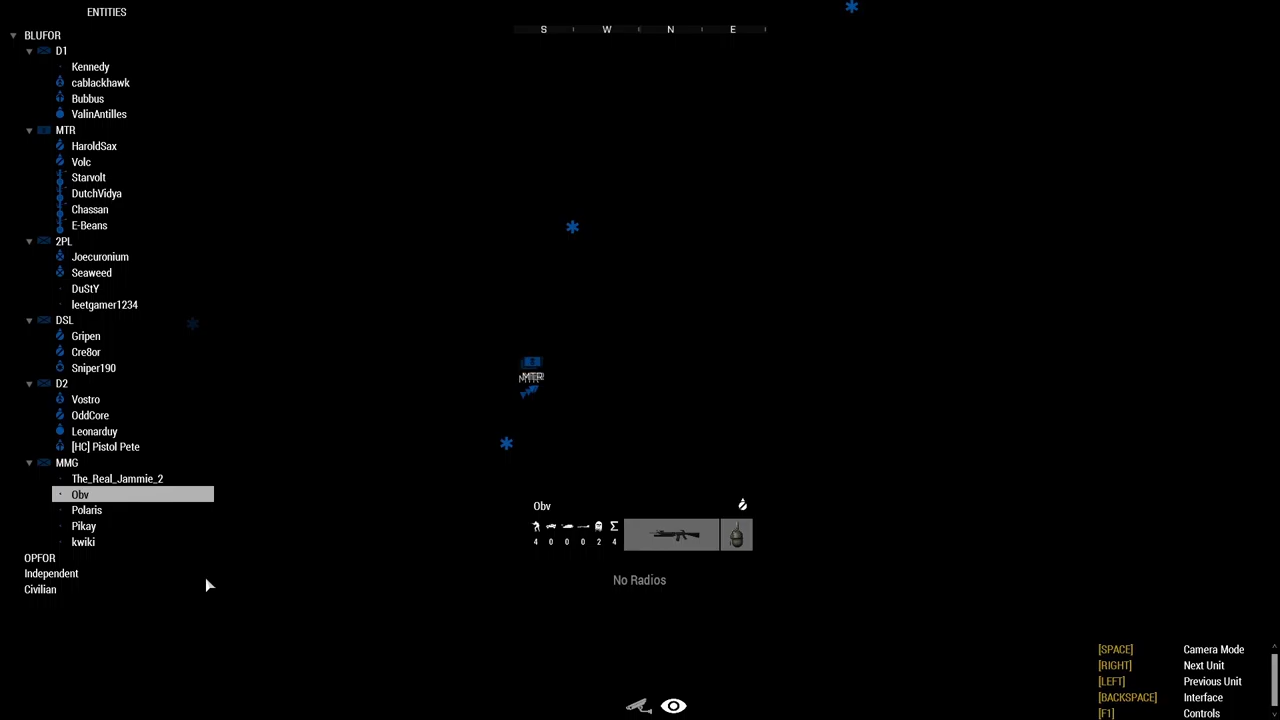 ENTITIES
S W N E
BLUFOR
D1
Kennedy
cablackhawk
Bubbus
ValinAntilles
MTR
HaroldSax
Volc
Starvolt
DutchVidya
Chassan
E-Beans
2PL
Joecuronium
Seaweed
DuStY
leetgamer1234
DSL
Gripen
Cre8or
Sniper190
D2
Vostro
OddCore
Leonarduy
[HC] Pistol Pete
MMG
The_Real_Jammie_2
Obv
Polaris
Pikay
kwiki
OPFOR
Independent
Civilian
MTR
Obv
Σ
4 0 0 0 2 4
No Radios
[SPACE] Camera Mode
[RIGHT] Next Unit
[LEFT] Previous Unit
[BACKSPACE] Interface
[F1] Controls